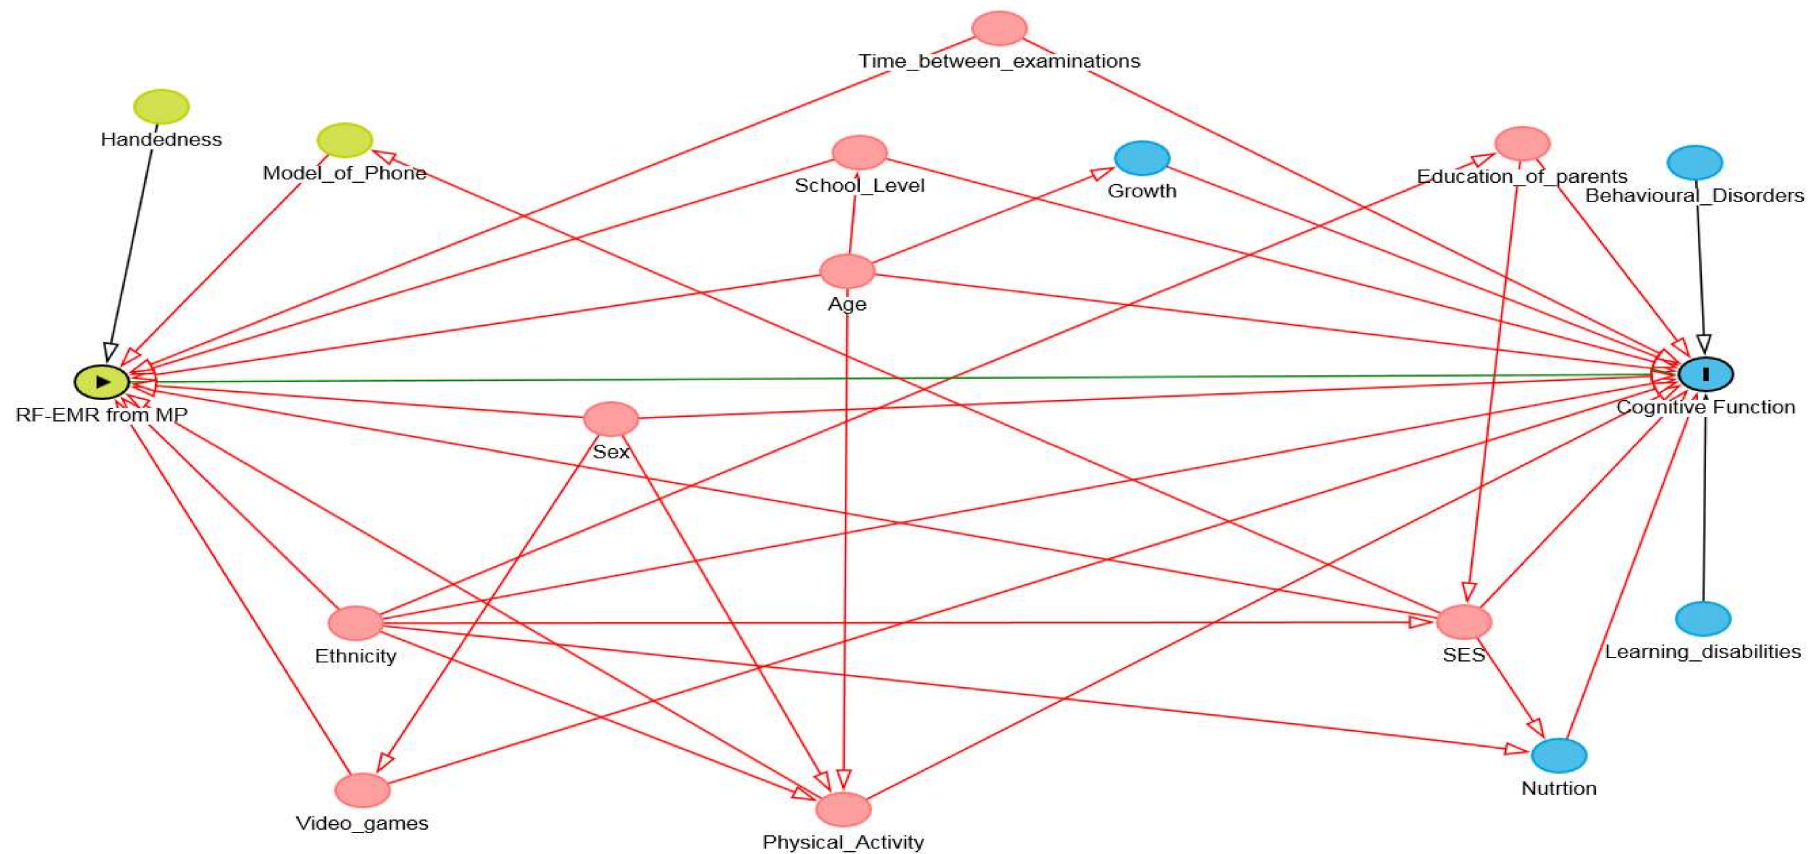 Time_between_examinations
Handedness
Model_of_Phone
School_Level
Growth
Education_of_parents
Behavioural_Disorders
Age
RF-EMR from MP
Cognitive Function
Sex
Ethnicity
SES
Learning_disabilities
Nutrtion
Video_games
Physical_Activity